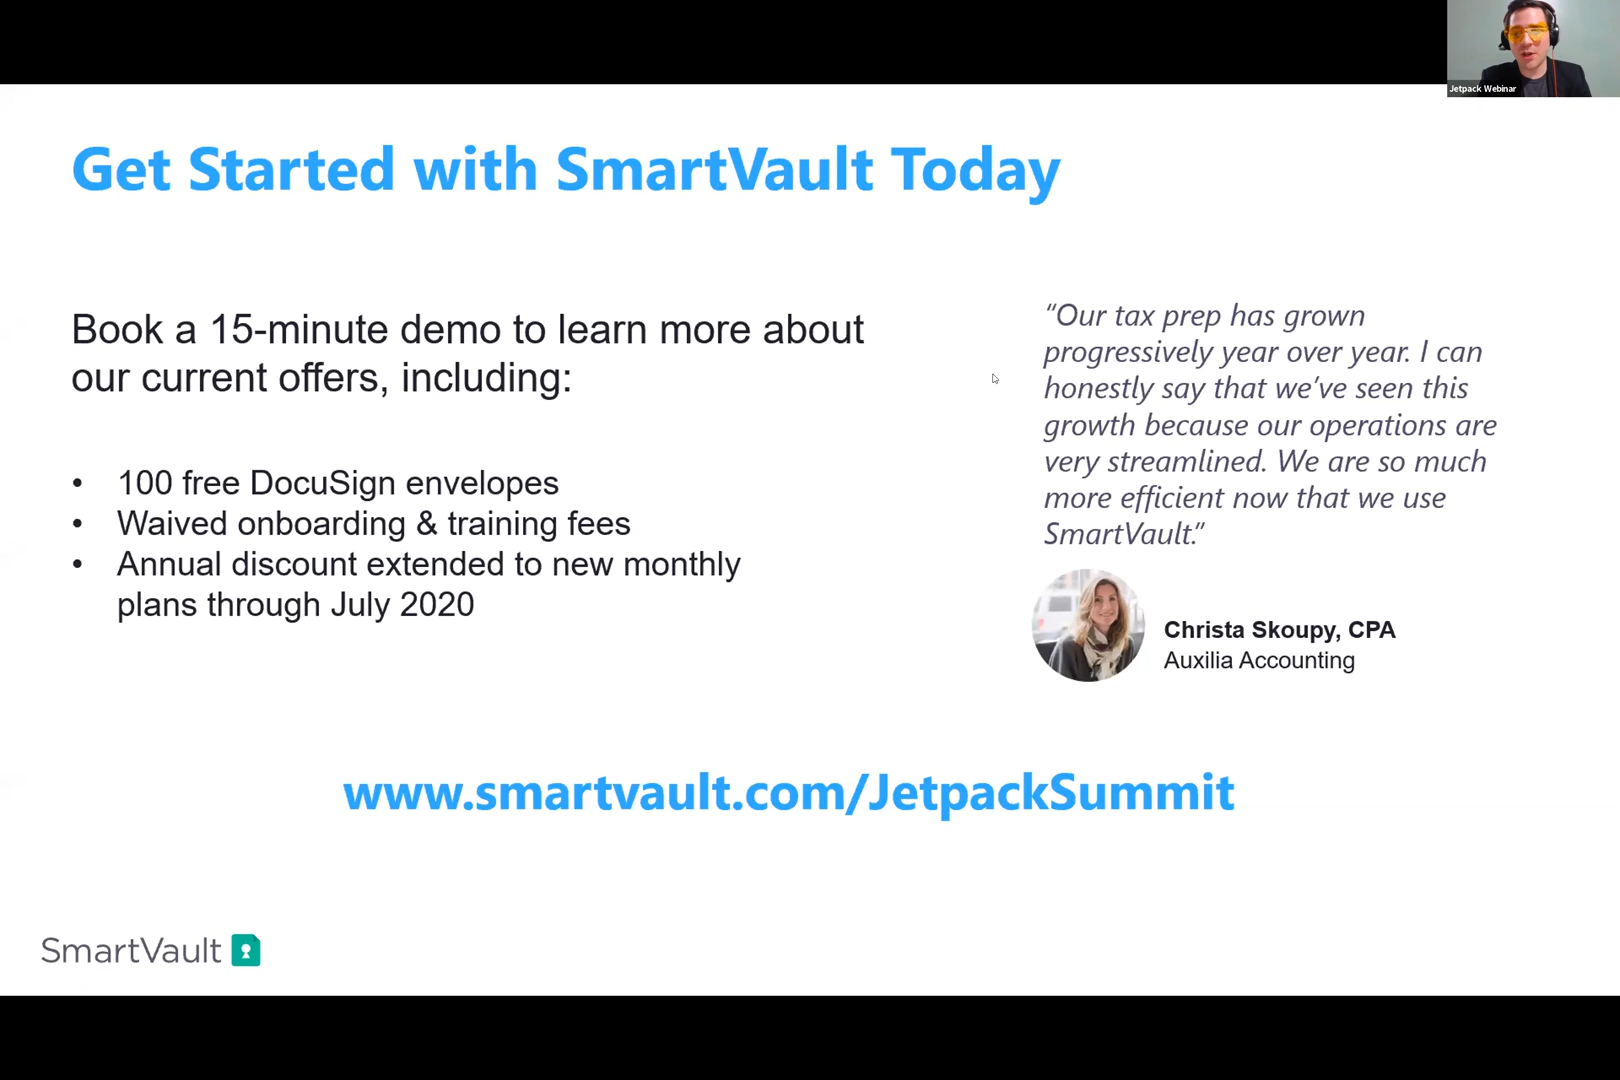 Jetpack Webinar
Get Started with SmartVault Today
Book a 15-minute demo to learn more about
our current offers, including:
• 100 free DocuSign envelopes
• Waived onboarding & training fees
• Annual discount extended to new monthly
plans through July 2020
“Our tax prep has grown
progressively year over year. I can
honestly say that we’ve seen this
growth because our operations are
very streamlined. We are so much
more efficient now that we use
SmartVault.”
Christa Skoupy, CPA
Auxilia Accounting
www.smartvault.com/JetpackSummit
SmartVault